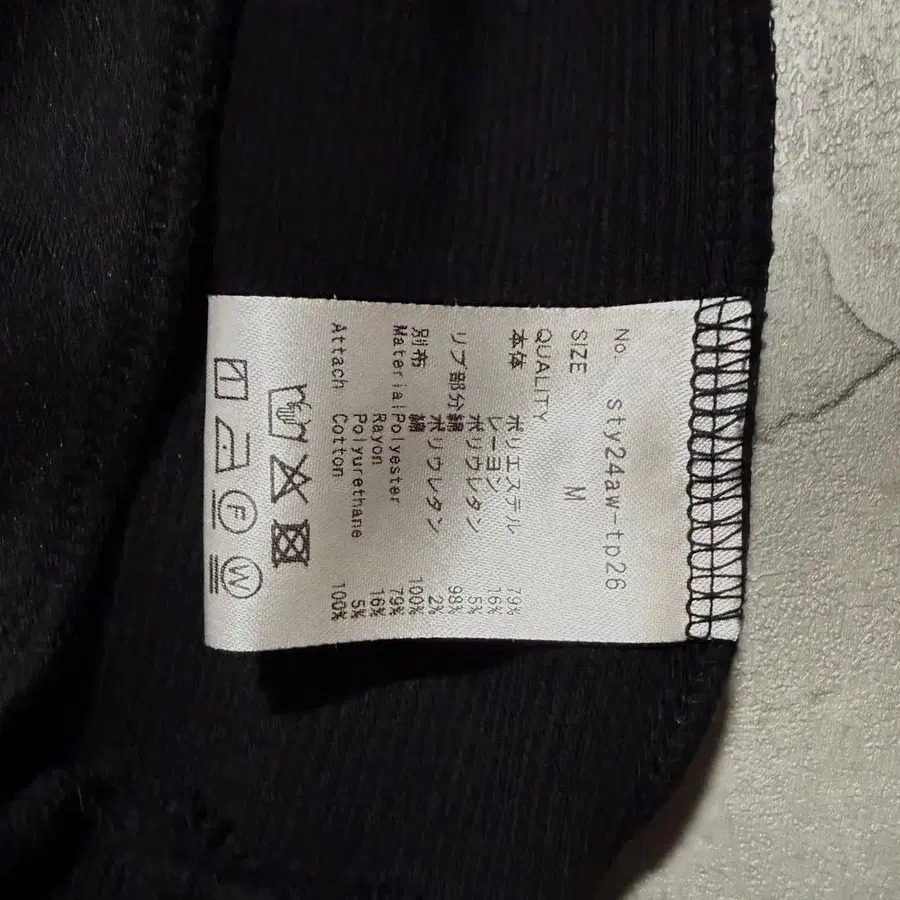 No. sty24aw-tp26
SIZE M
QUALITY
本体 ポリエステル 79%
レーヨン 16%
ポリウレタン 5%
リブ部分 綿 98%
ポリウレタン 2%
別布 綿 100%
Material Polyester 79%
Rayon 16%
Polyurethane 5%
Attach Cotton 100%
F W